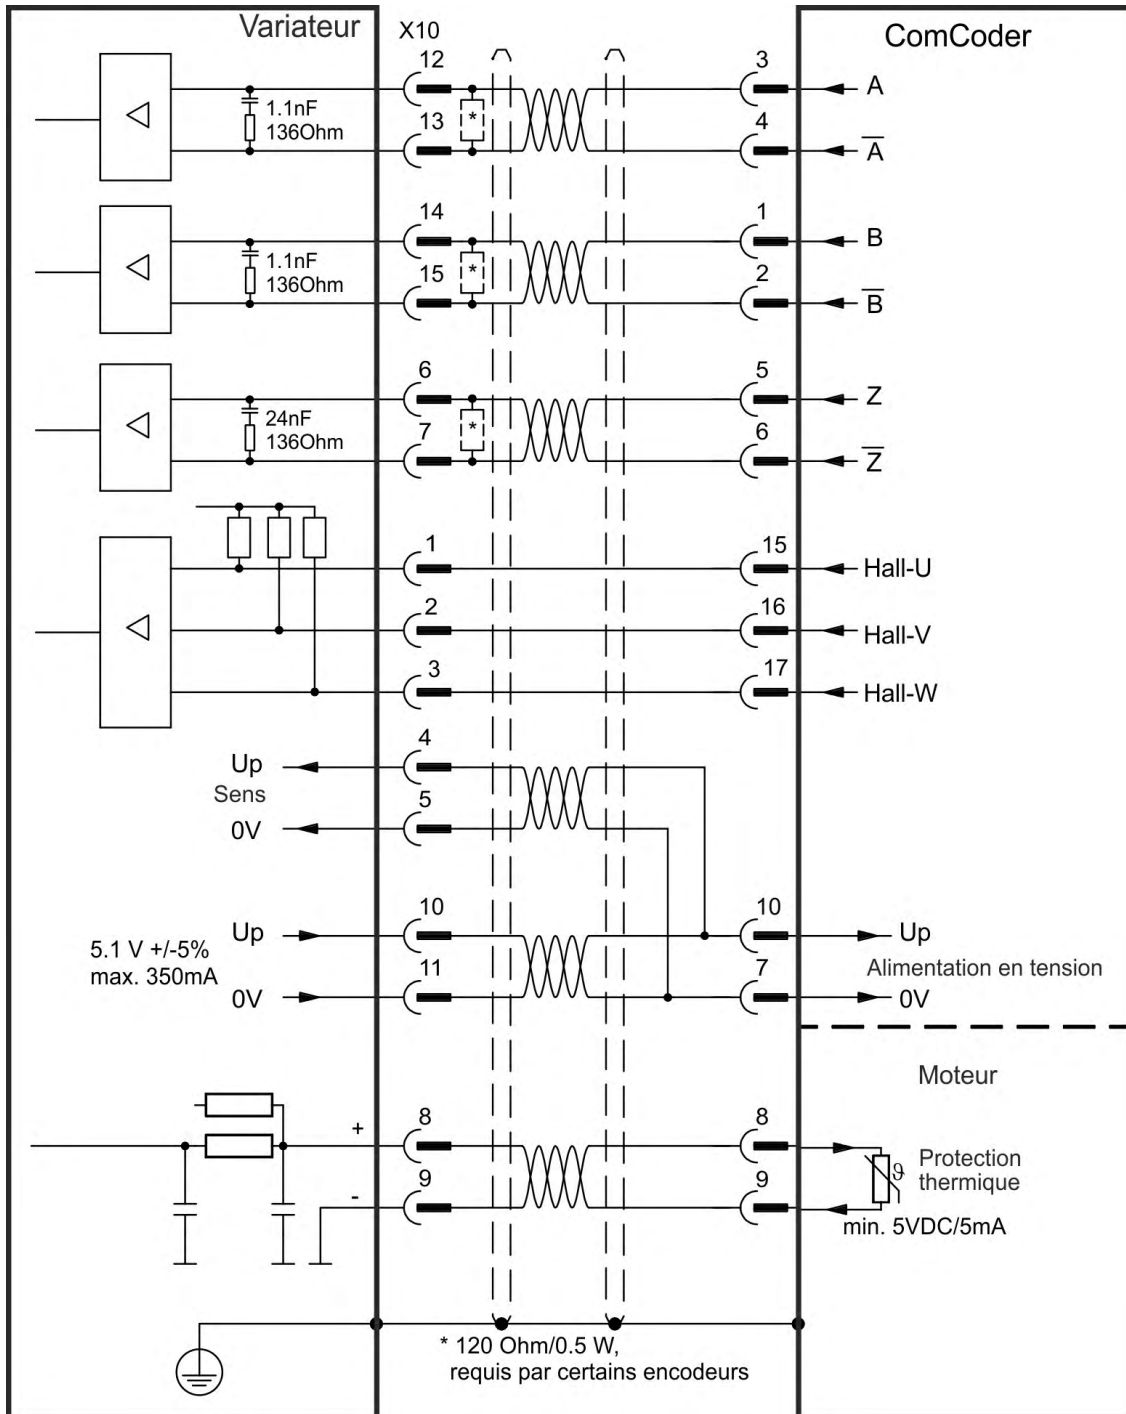 Variateur
X10
ComCoder
12
3
A
1.1nF
136Ohm
*
13
4
A̅
14
1
B
1.1nF
136Ohm
*
15
2
B̅
6
5
Z
24nF
136Ohm
*
7
6
Z̅
1
15
Hall-U
2
16
Hall-V
3
17
Hall-W
4
Up
Sens
5
0V
10
10
Up
Up
5.1 V +/-5%
max. 350mA
Alimentation en tension
11
7
0V
0V
Moteur
8
8
+
Protection
thermique
ϑ
9
9
-
min. 5VDC/5mA
* 120 Ohm/0.5 W,
requis par certains encodeurs